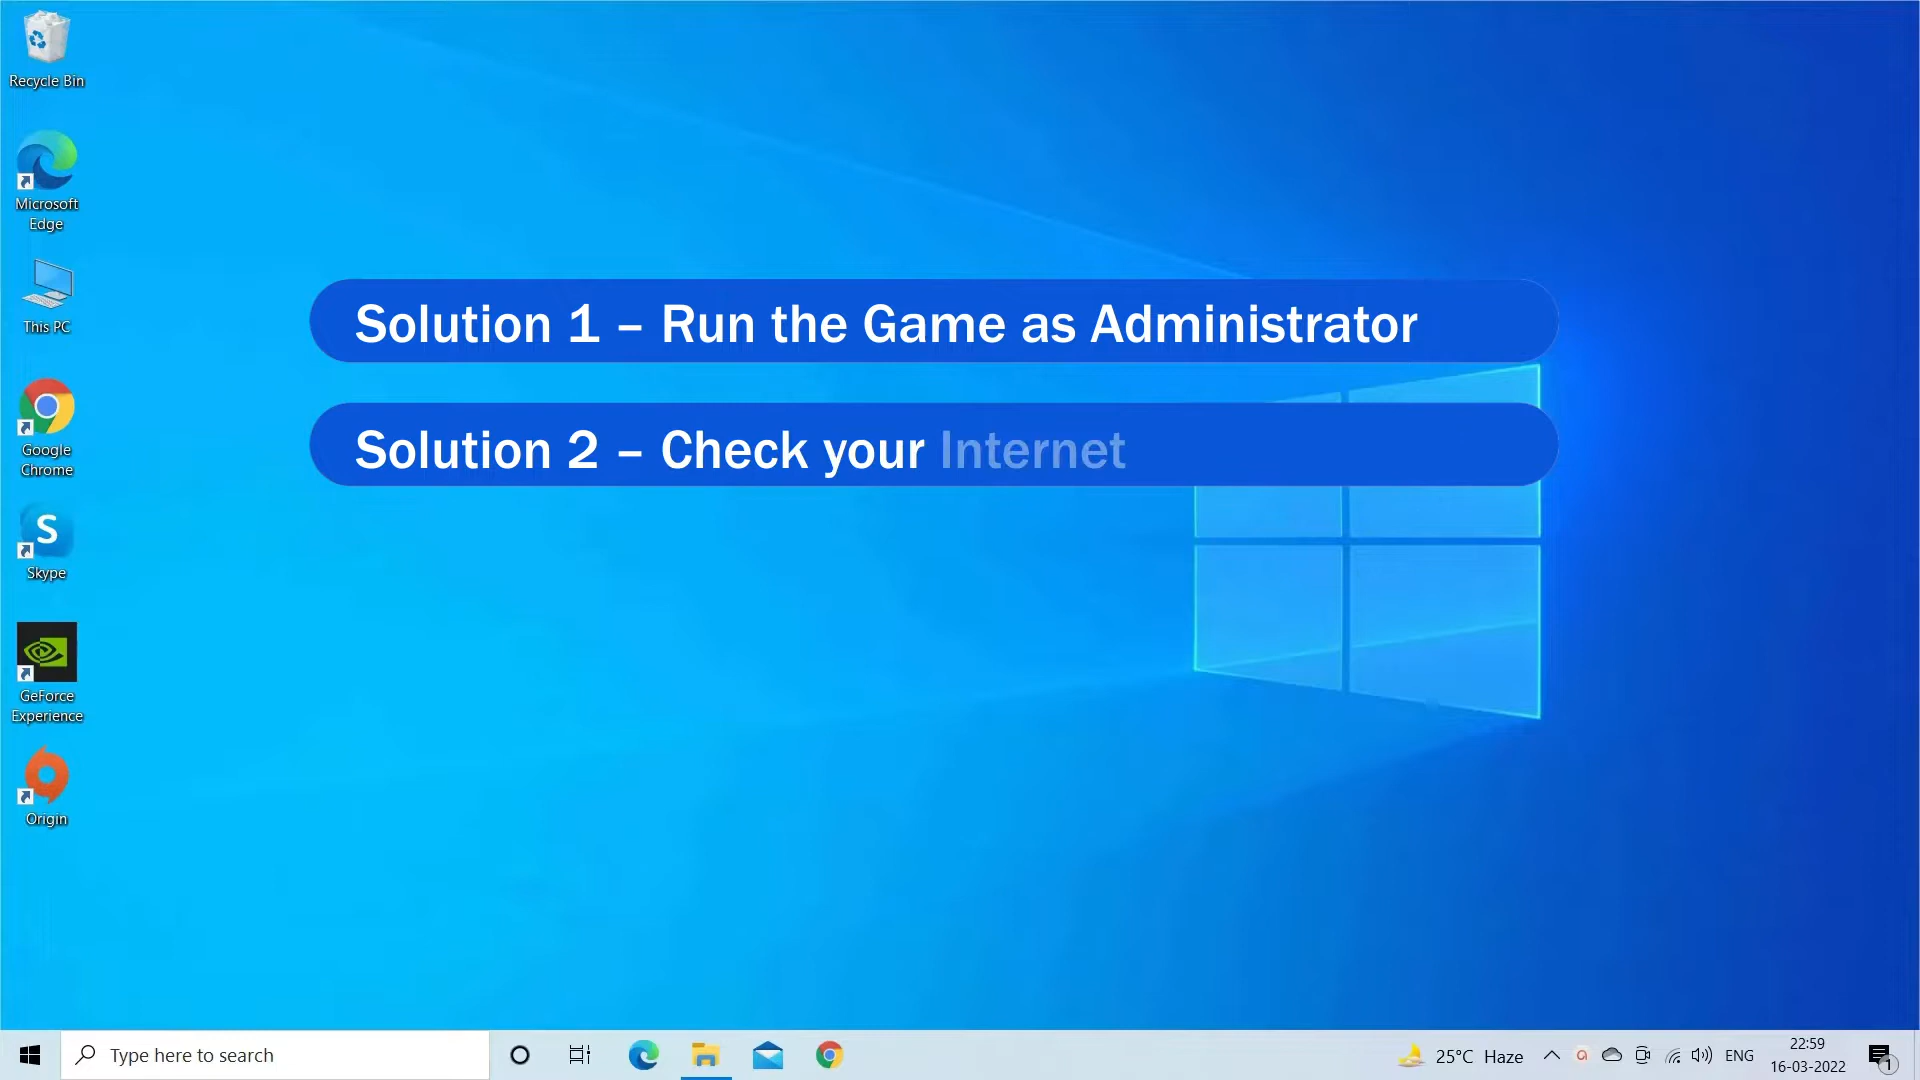 Recycle Bin
Microsoft
Edge
This PC
Google
Chrome
S
Skype
GeForce
Experience
Origin
Solution 1 – Run the Game as Administrator
Solution 2 – Check your Internet
Type here to search
25°C Haze
ENG
22:59
16-03-2022
1